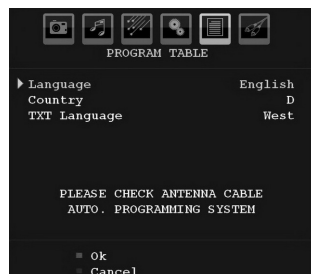 PROGRAM TABLE
Language English
Country D
TXT Language West
PLEASE CHECK ANTENNA CABLE
AUTO. PROGRAMMING SYSTEM
Ok
Cancel